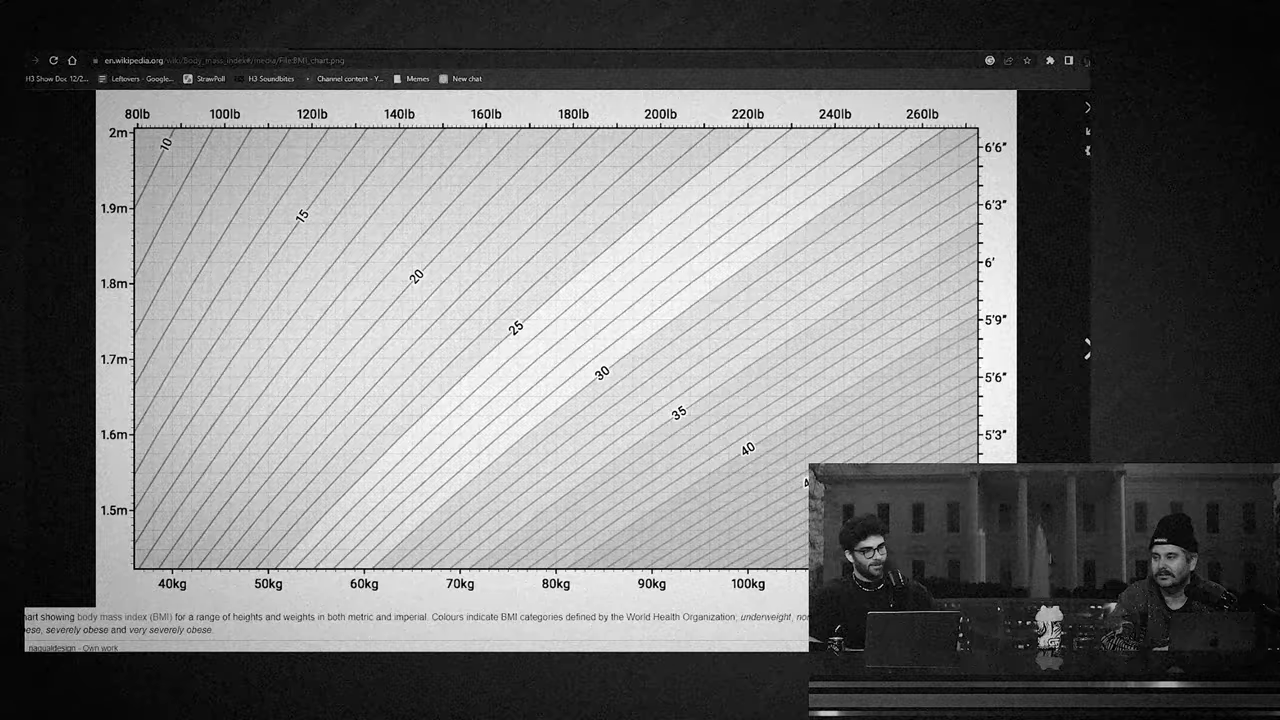 en.wikipedia.org/wiki/Body_mass_index#/media/File:BMI_chart.png
H3 Show Doc 12/2... Leftovers - Google... StrawPoll H3 Soundbites Channel content - Y... Memes New chat
80lb 100lb 120lb 140lb 160lb 180lb 200lb 220lb 240lb 260lb
2m
10
6'6"
1.9m
15
6'3"
6'
20
1.8m
25
5'9"
1.7m
30
5'6"
35
1.6m
40
5'3"
1.5m
40kg 50kg 60kg 70kg 80kg 90kg 100kg
art showing body mass index (BMI) for a range of heights and weights in both metric and imperial. Colours indicate BMI categories defined by the World Health Organization; underweight,
ese, severely obese and very severely obese.
naqualdesign - Own work